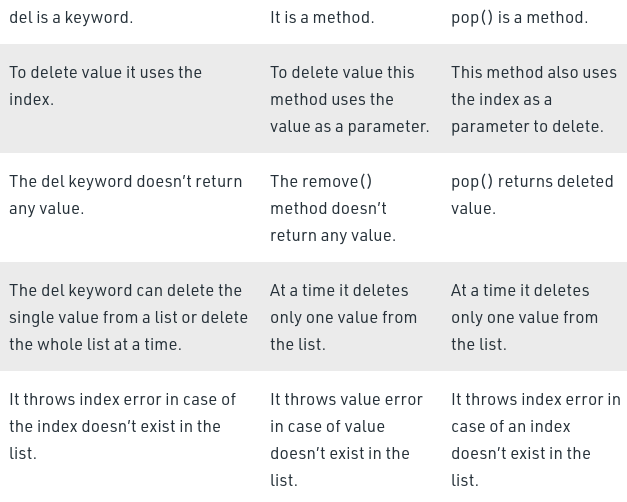 del is a keyword.
It is a method.
pop() is a method.
To delete value it uses the
index.
To delete value this
method uses the
value as a parameter.
This method also uses
the index as a
parameter to delete.
The del keyword doesn’t return
any value.
The remove()
method doesn’t
return any value.
pop() returns deleted
value.
The del keyword can delete the
single value from a list or delete
the whole list at a time.
At a time it deletes
only one value from
the list.
At a time it deletes
only one value from
the list.
It throws index error in case of
the index doesn’t exist in the
list.
It throws value error
in case of value
doesn’t exist in the
list.
It throws index error in
case of an index
doesn’t exist in the
list.